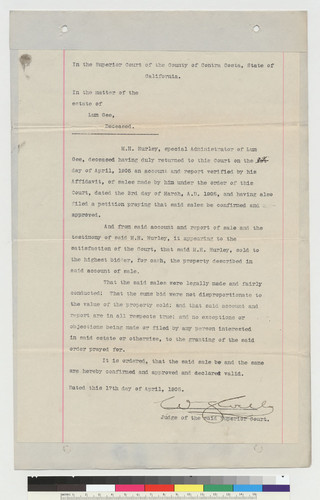 In the Superior Court of the County of Contra Costa, State of
California.
In the matter of the
estate of
Lum Gee,
Deceased.
M.R. Hurley, special Administrator of Lum
Gee, deceased having duly returned to this Court on the
day of April, 1905 an account and report verified by his
Affidavit, of sales made by him under the order of this
Court, dated the 3rd day of March, A.D. 1905, and having also
filed a petition praying that said sales be confirmed and
approved.
And from said account and report of sale and the
testimony of said M.R. Hurley, it appearing to the
satisfaction of the Court, that said M.R. Hurley, sold to
the highest bidder, for cash, the property described in
said account of sale.
That the said sales were legally made and fairly
conducted; That the sums bid were not disproportionate to
the value of the property sold; and that said account and
report are in all respects true; and no exceptions or
objections being made or filed by any person interested
in said estate or otherwise, to the granting of the said
order prayed for.
It is ordered, that the said sale be and the same
are hereby confirmed and approved and declared valid.
Dated this 17th day of April, 1905.
Judge of the said Superior Court.